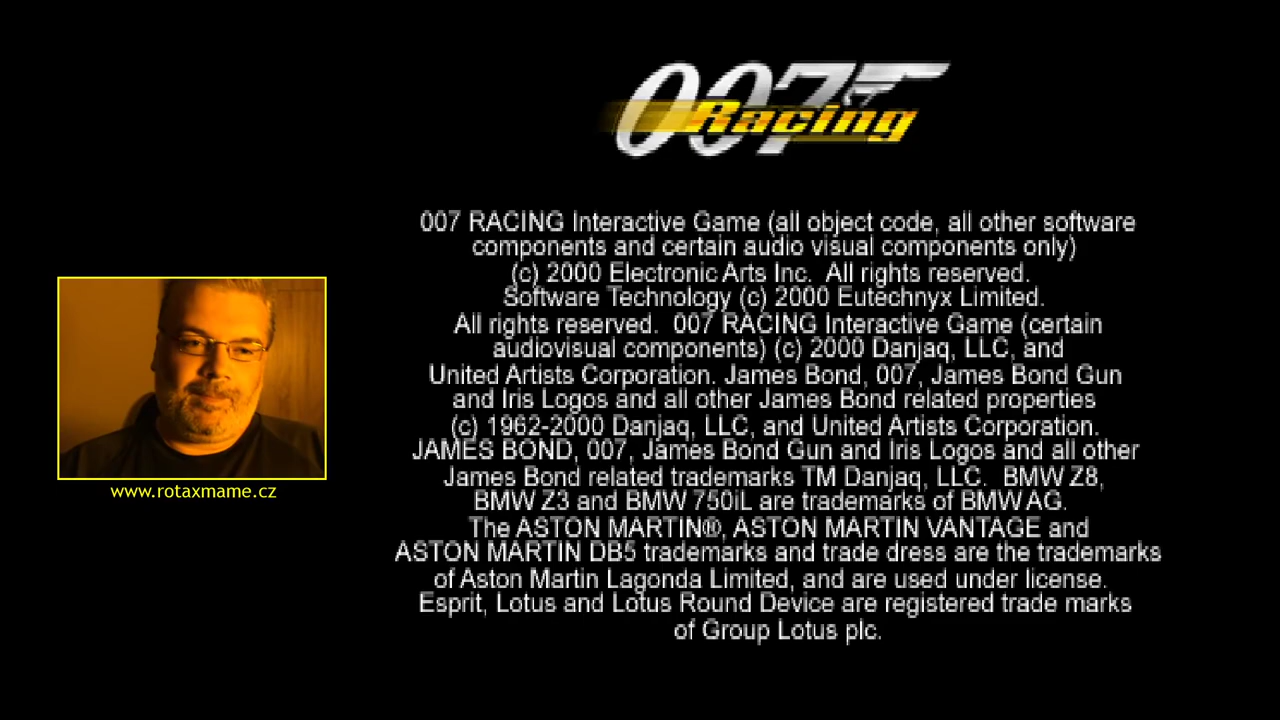 007
Racing
007 RACING Interactive Game (all object code, all other software
components and certain audio visual components only)
(c) 2000 Electronic Arts Inc.  All rights reserved.
Software Technology (c) 2000 Eutechnyx Limited.
All rights reserved.  007 RACING Interactive Game (certain
audiovisual components) (c) 2000 Danjaq, LLC, and
United Artists Corporation. James Bond, 007, James Bond Gun
and Iris Logos and all other James Bond related properties
(c) 1962-2000 Danjaq, LLC, and United Artists Corporation.
JAMES BOND, 007, James Bond Gun and Iris Logos and all other
James Bond related trademarks TM Danjaq, LLC.  BMW Z8,
BMW Z3 and BMW 750iL are trademarks of BMW AG.
The ASTON MARTIN®, ASTON MARTIN VANTAGE and
ASTON MARTIN DB5 trademarks and trade dress are the trademarks
of Aston Martin Lagonda Limited, and are used under license.
Esprit, Lotus and Lotus Round Device are registered trade marks
of Group Lotus plc.
www.rotaxmame.cz